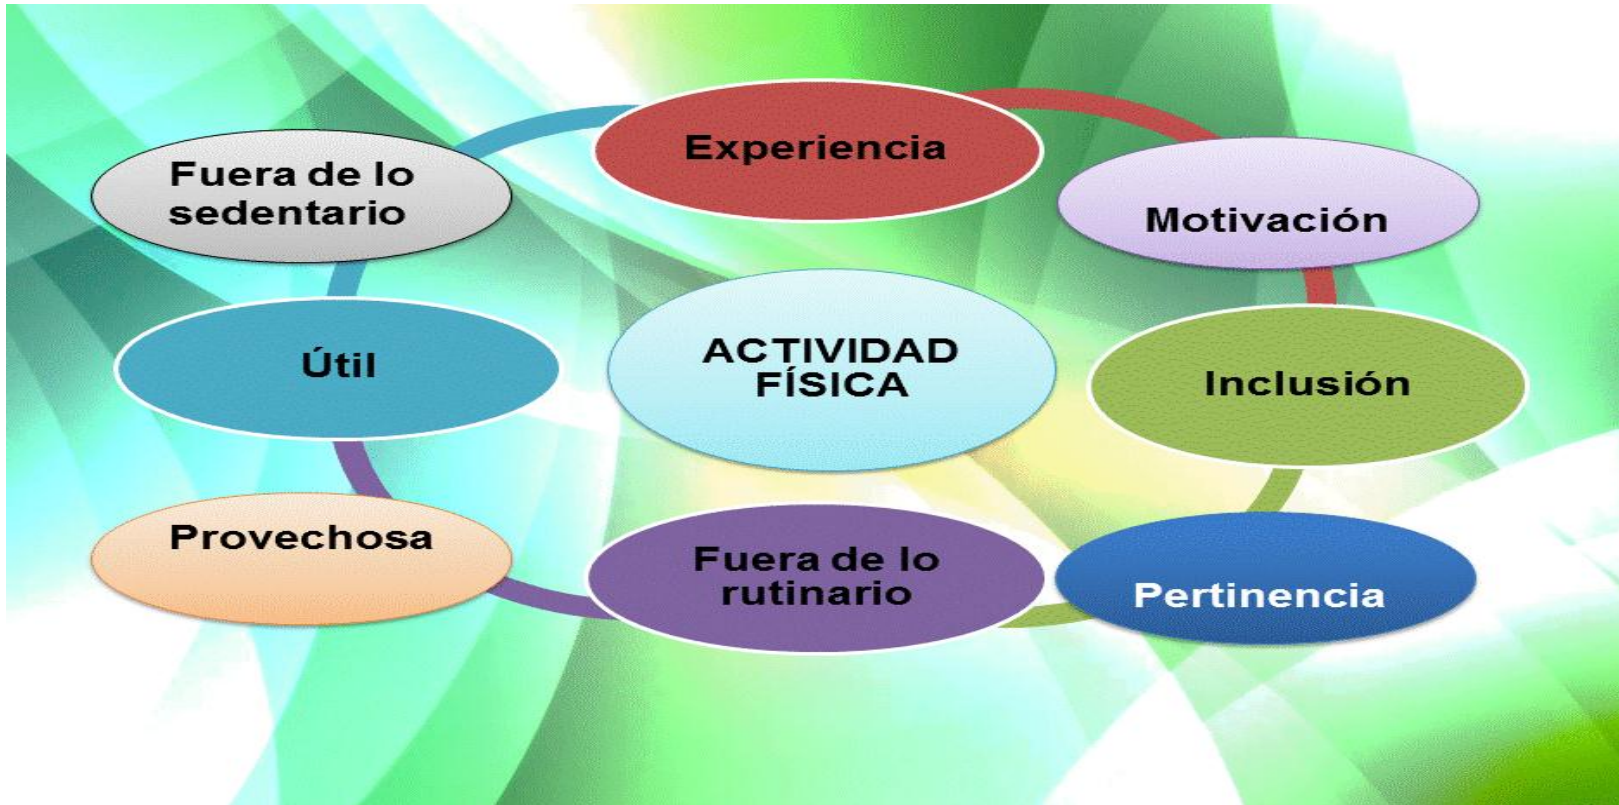 Experiencia
Fuera de lo
sedentario
Motivación
ACTIVIDAD
FÍSICA
Útil
Inclusión
Provechosa
Fuera de lo
rutinario
Pertinencia